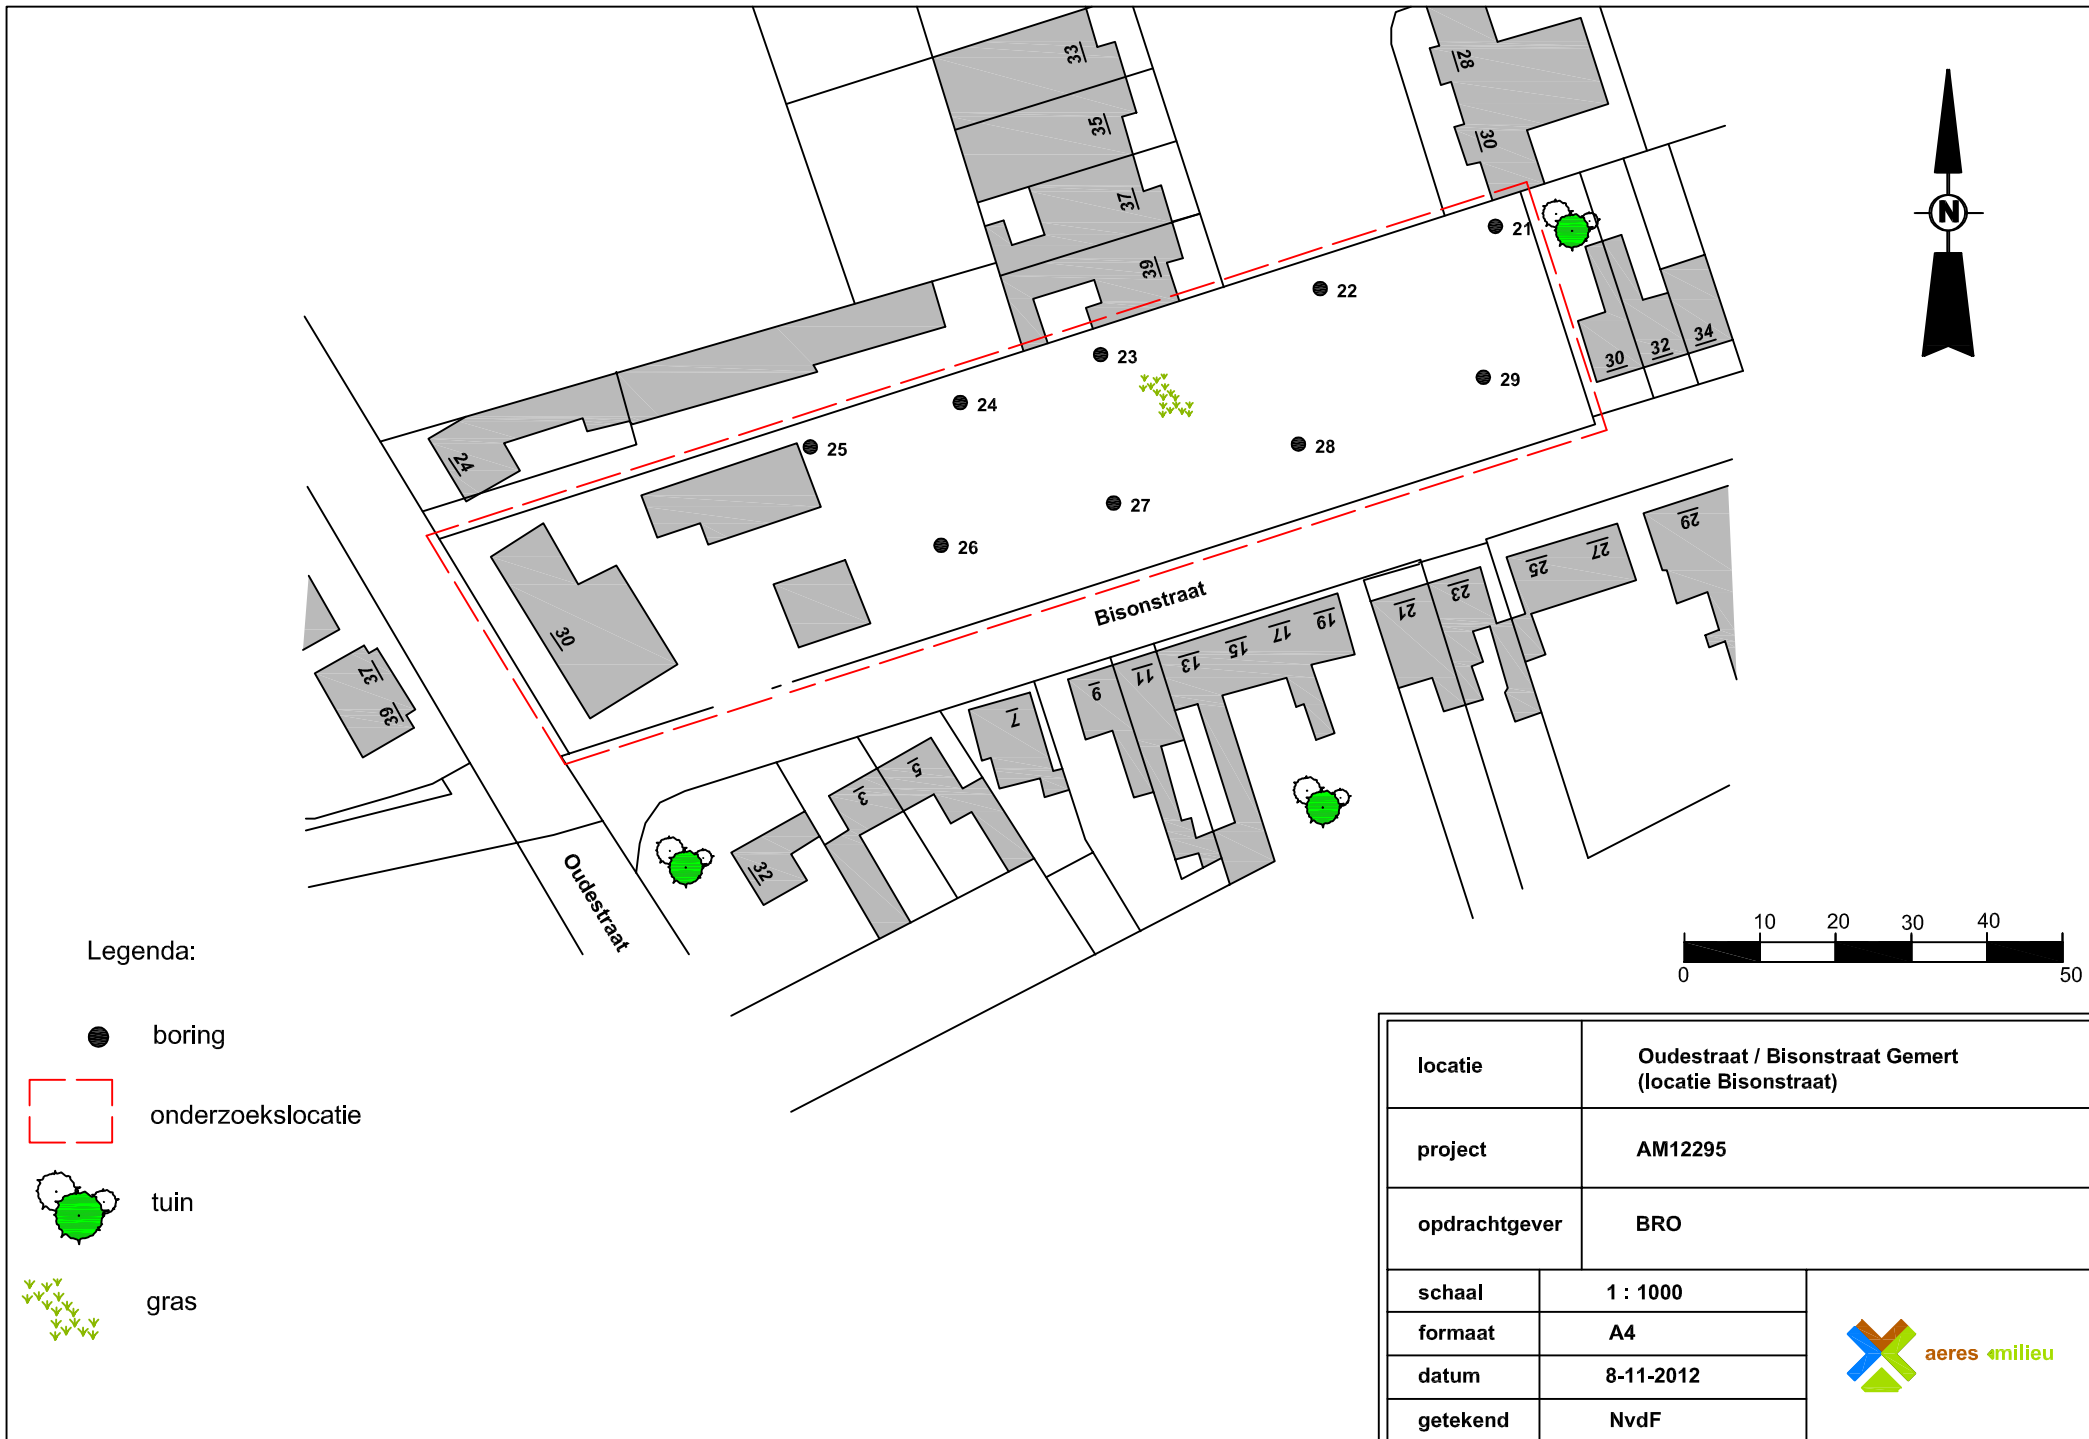 33
35
37
39
28
30
N
21
22
23
24
25
26
27
28
29
30
32
34
24
30
37
39
Bisonstraat
29
27
25
23
21
19
17
15
13
11
9
7
5
3
32
Oudestraat
10 20 30 40
0 50
Legenda:
boring
onderzoekslocatie
tuin
gras
locatie Oudestraat / Bisonstraat Gemert
(locatie Bisonstraat)
project AM12295
opdrachtgever BRO
schaal 1 : 1000
formaat A4
datum 8-11-2012
getekend NvdF
aeres milieu